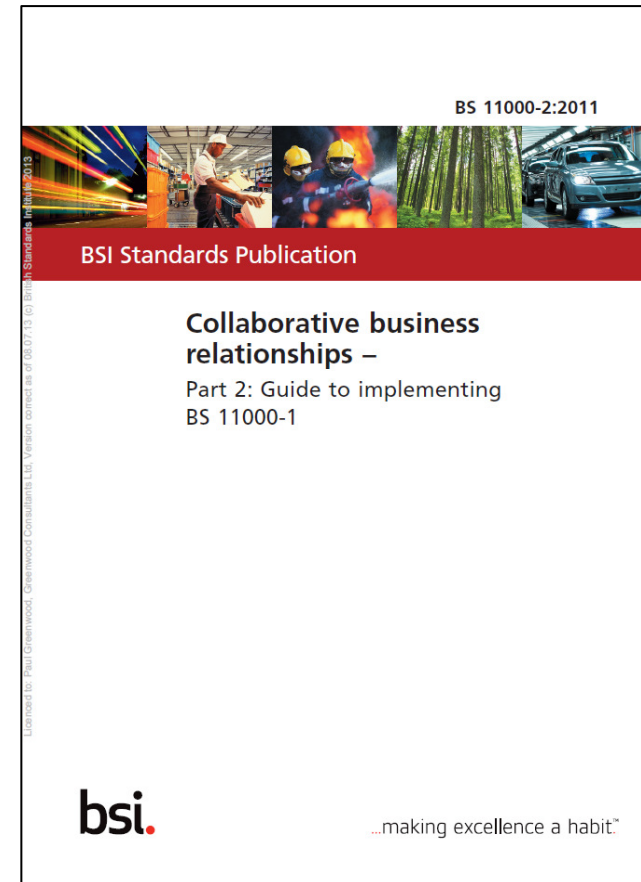 BS 11000-2:2011
BSI Standards Publication
Collaborative business
relationships –
Part 2: Guide to implementing
BS 11000-1
Licenced to: Paul Greenwood, Greenwood Consultants Ltd, Version correct as of 08.07.13 (c) British Standards Institute 2013
bsi.
...making excellence a habit.™